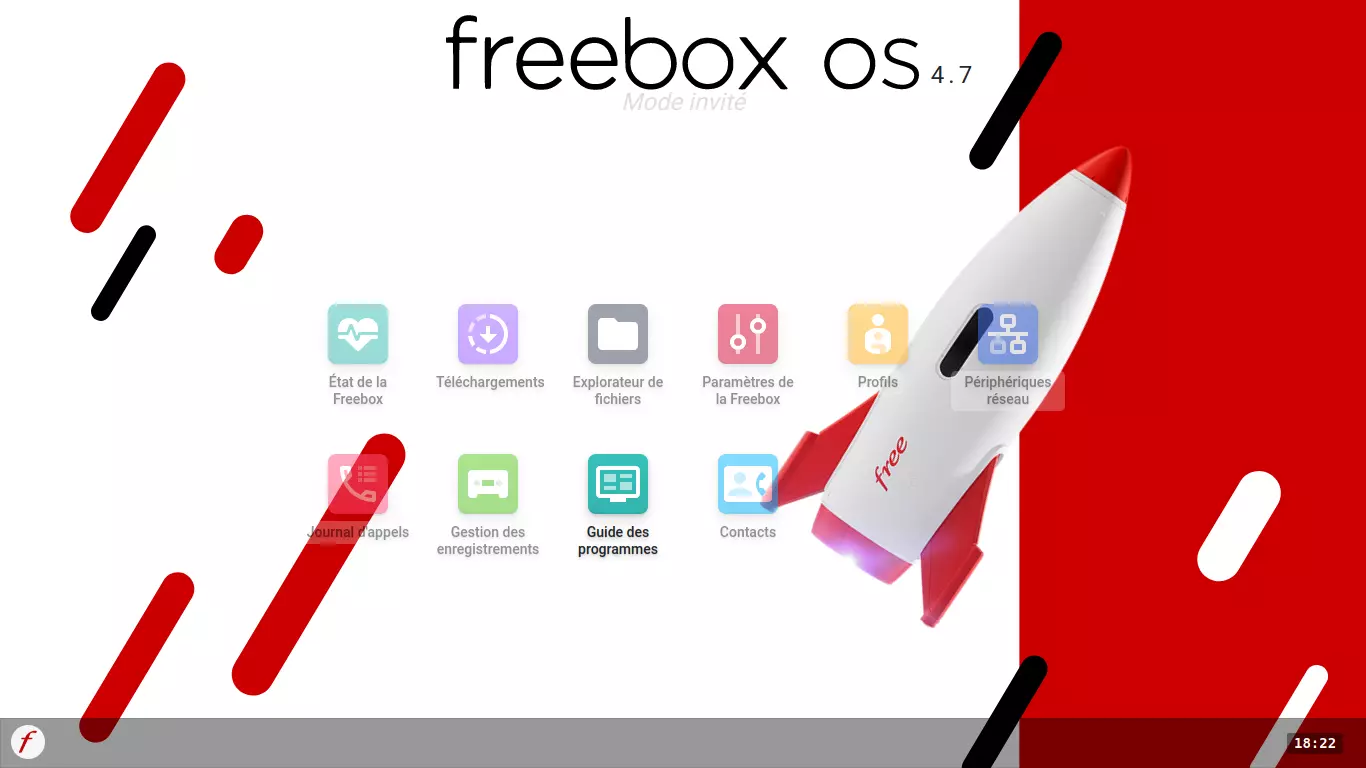 freebox os 4.7
Mode invité
État de la
Freebox
Téléchargements
Explorateur de
fichiers
Paramètres de
la Freebox
Profils
Périphériques
réseau
free
Journal d'appels
Gestion des
enregistrements
Guide des
programmes
Contacts
f
18:22